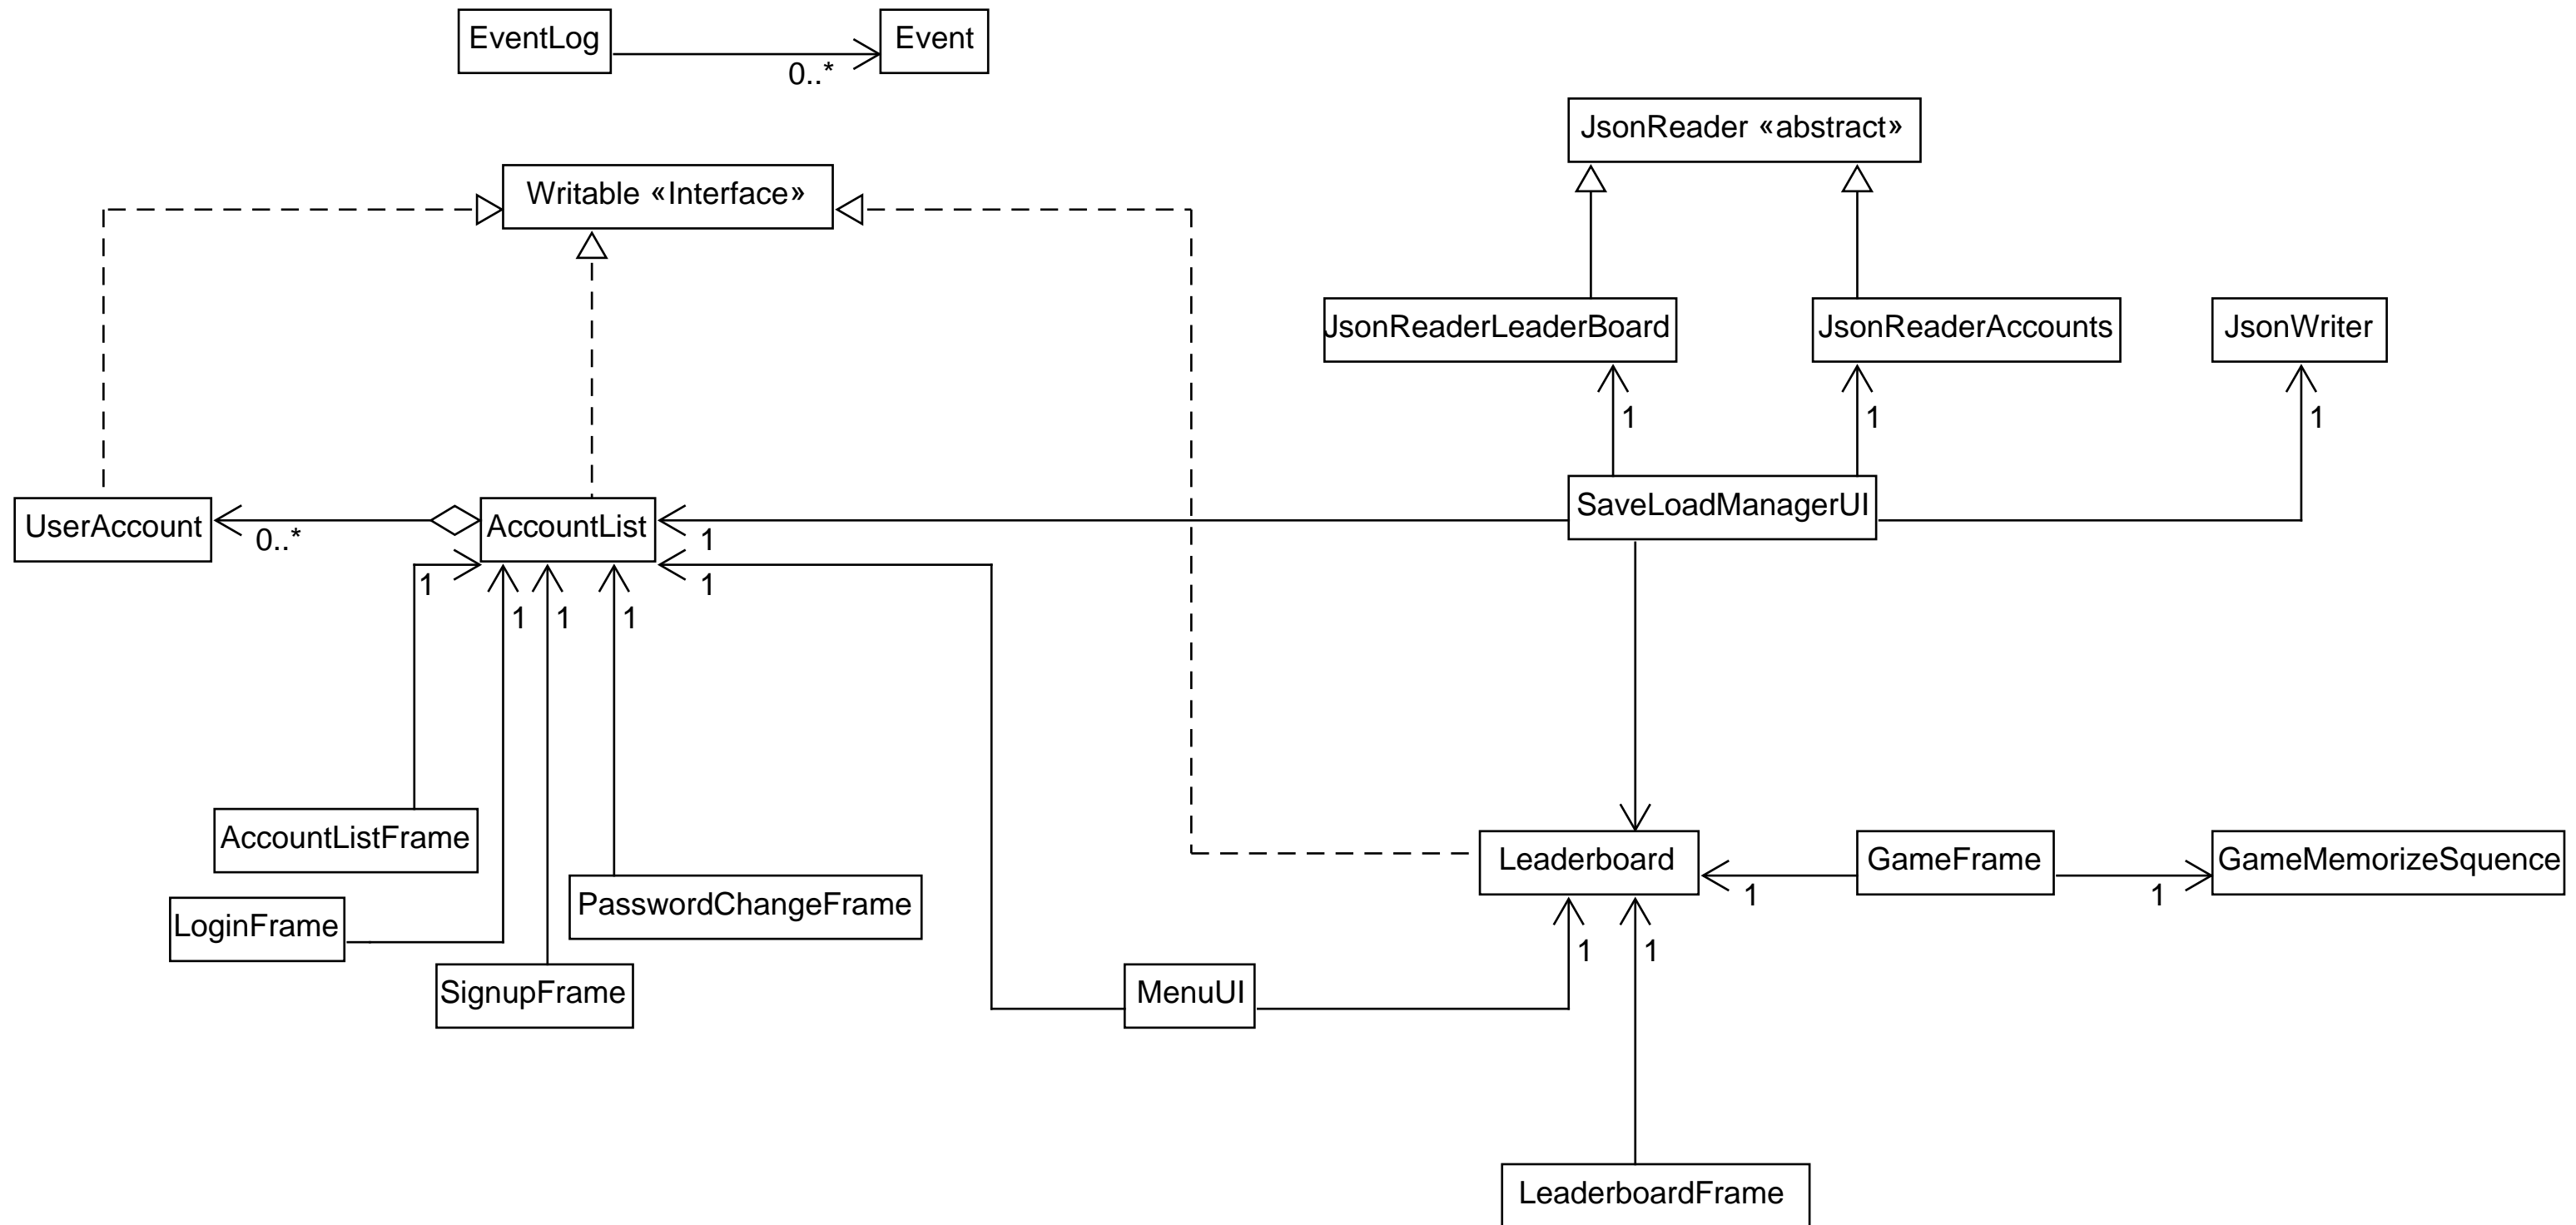 EventLog
Event
0..*
JsonReader «abstract»
Writable «Interface»
JsonReaderLeaderBoard
JsonReaderAccounts
JsonWriter
1
1
1
SaveLoadManagerUI
UserAccount
AccountList
0..*
1
1
1
1
1
1
AccountListFrame
Leaderboard
GameFrame
GameMemorizeSquence
1
1
PasswordChangeFrame
LoginFrame
1
1
SignupFrame
MenuUI
LeaderboardFrame